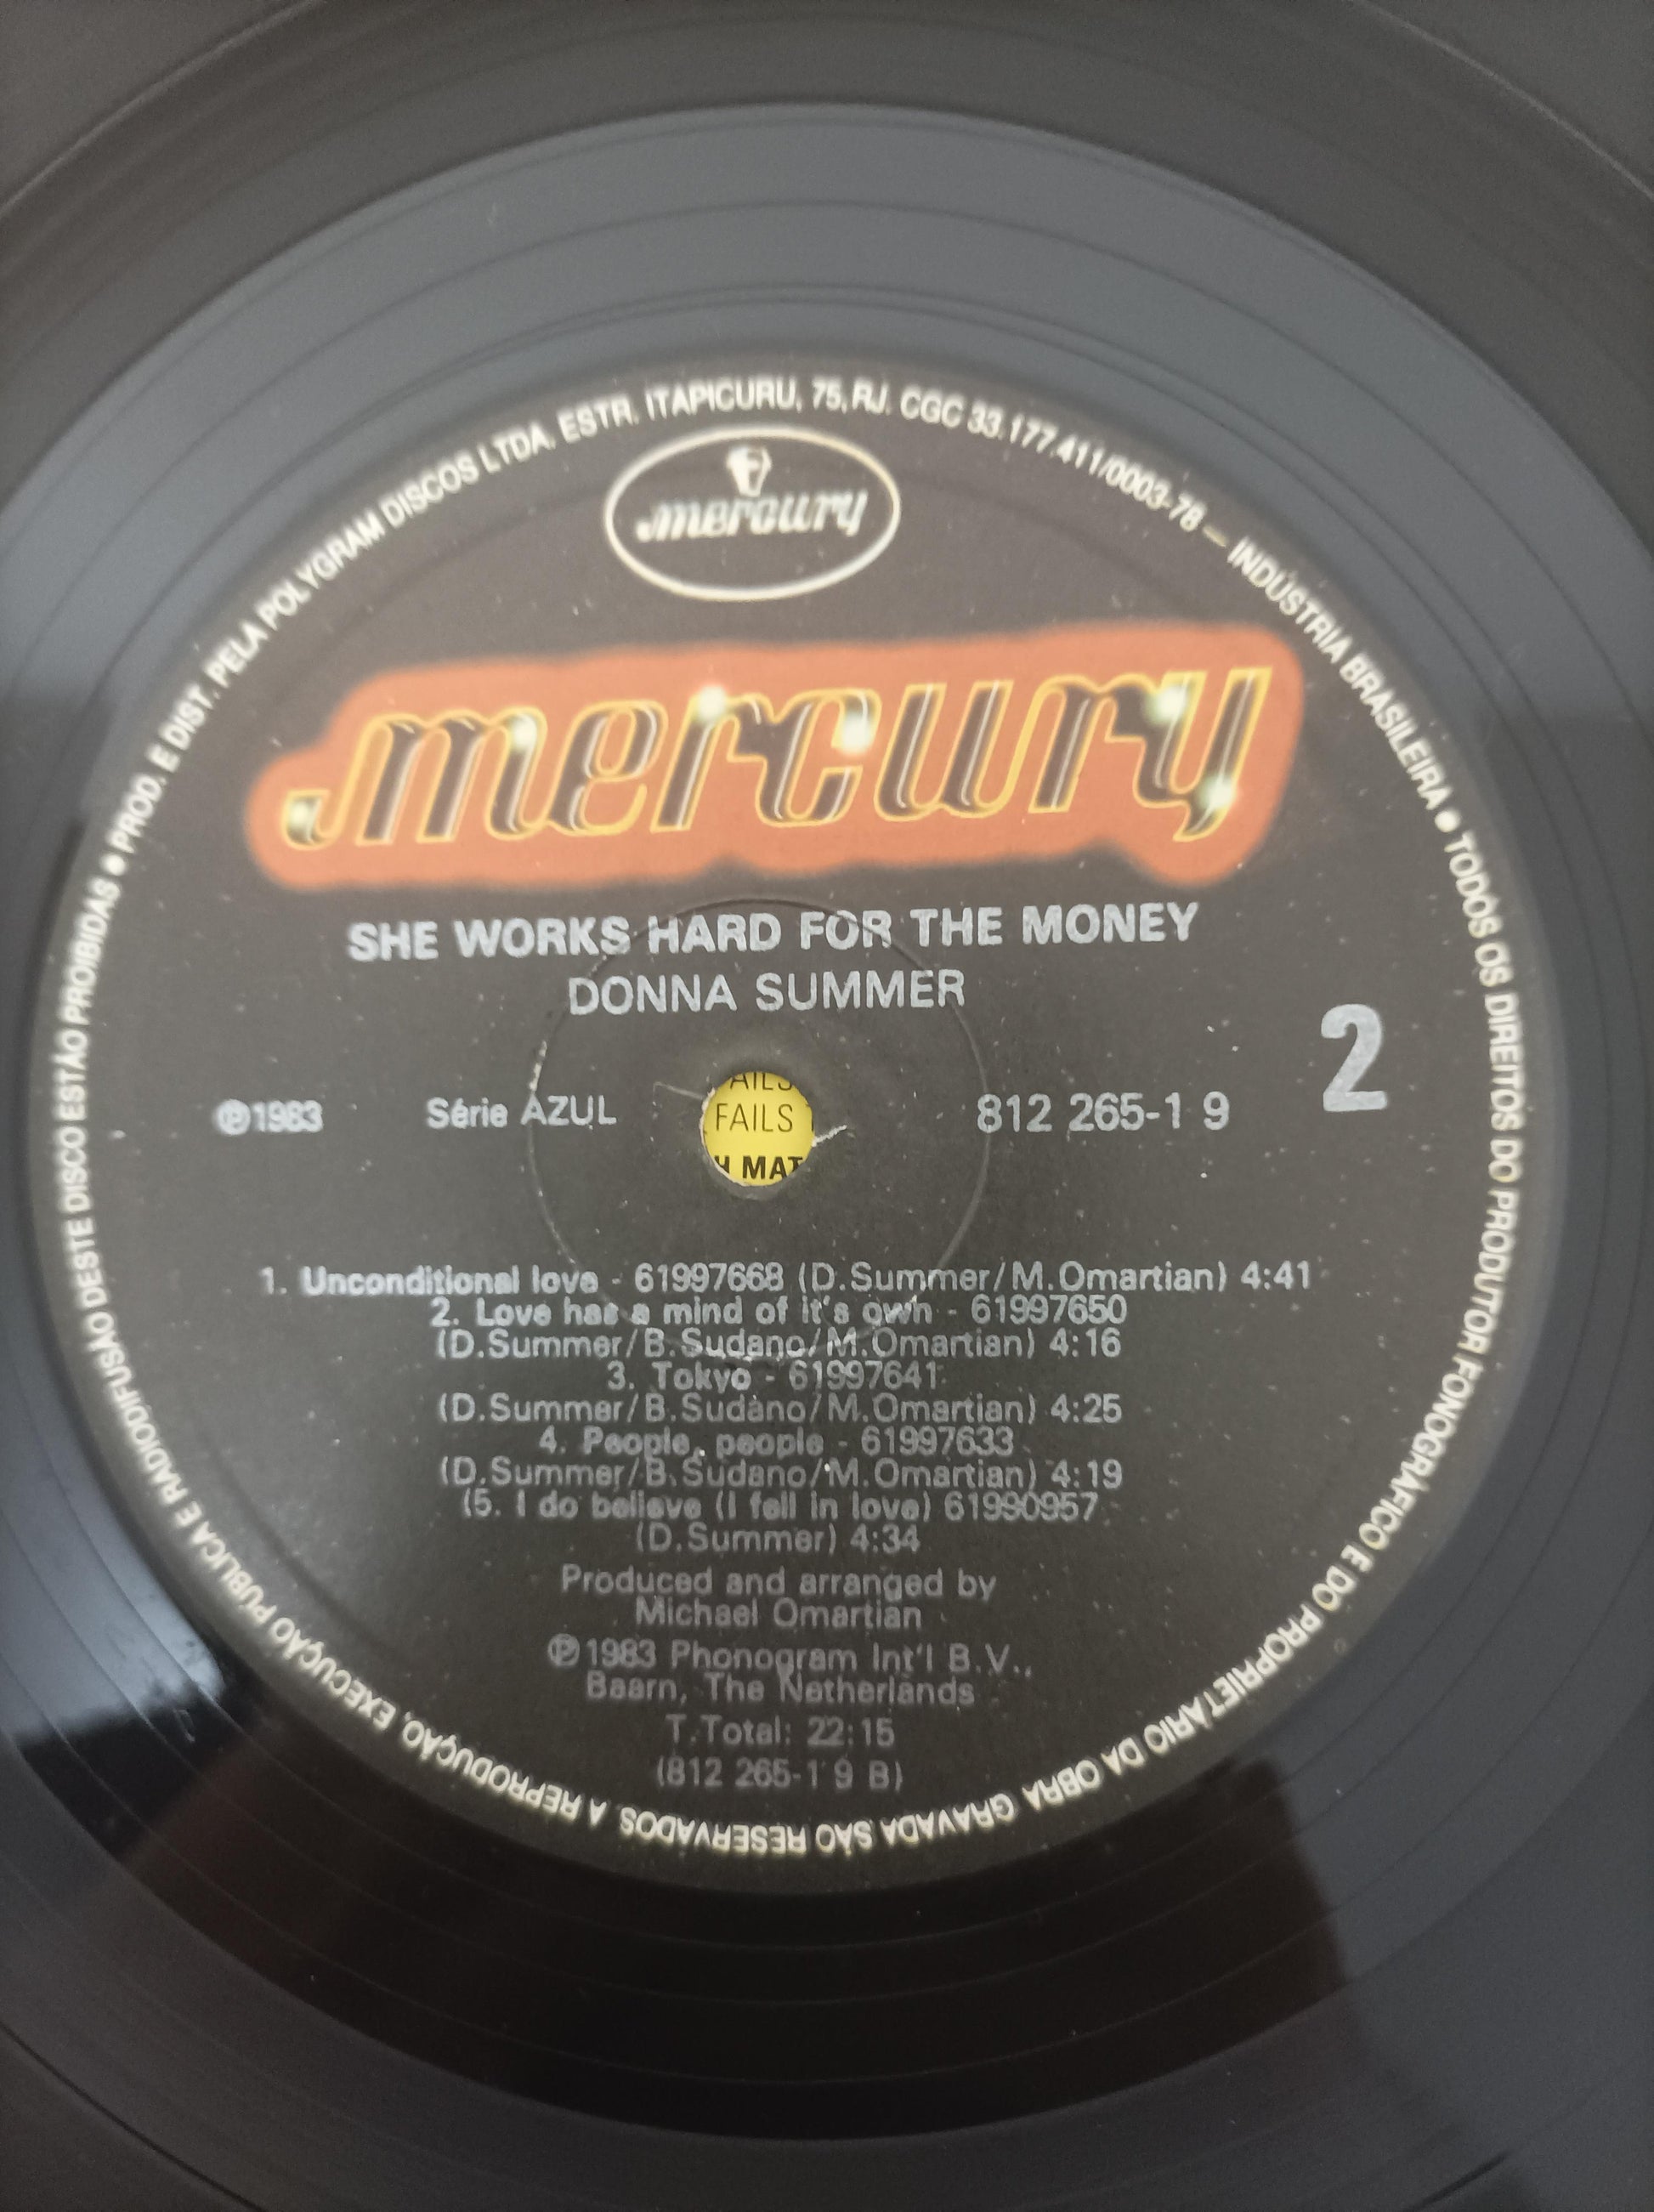 PROD. E DIST. PELA POLYGRAM DISCOS LTDA. ESTR. ITAPICURU, 75, RJ. CGC 33.177.411/0003-78 — INDÚSTRIA BRASILEIRA • TODOS OS DIREITOS DO PRODUTOR FONOGRÁFICO E DO PROPRIETÁRIO DA OBRA GRAVADA SÃO RESERVADOS. A REPRODUÇÃO, EXECUÇÃO PÚBLICA E RADIODIFUSÃO DESTE DISCO ESTÃO PROIBIDAS •
mercury
mercury
SHE WORKS HARD FOR THE MONEY
DONNA SUMMER
2
℗1983 Série AZUL 812 265-1 9
FAILS
FAILS
H MAT
1. Unconditional love - 61997668 (D.Summer/M.Omartian) 4:41
2. Love has a mind of it's own - 61997650
(D.Summer/B.Sudano/M.Omartian) 4:16
3. Tokyo - 61997641
(D.Summer/B.Sudano/M.Omartian) 4:25
4. People, people - 61997633
(D.Summer/B.Sudano/M.Omartian) 4:19
(5. I do believe (I fell in love) 61990957
(D.Summer) 4:34
Produced and arranged by
Michael Omartian
℗1983 Phonogram Int'l B.V.,
Baarn, The Netherlands
T.Total: 22:15
(812 265-1 9 B)